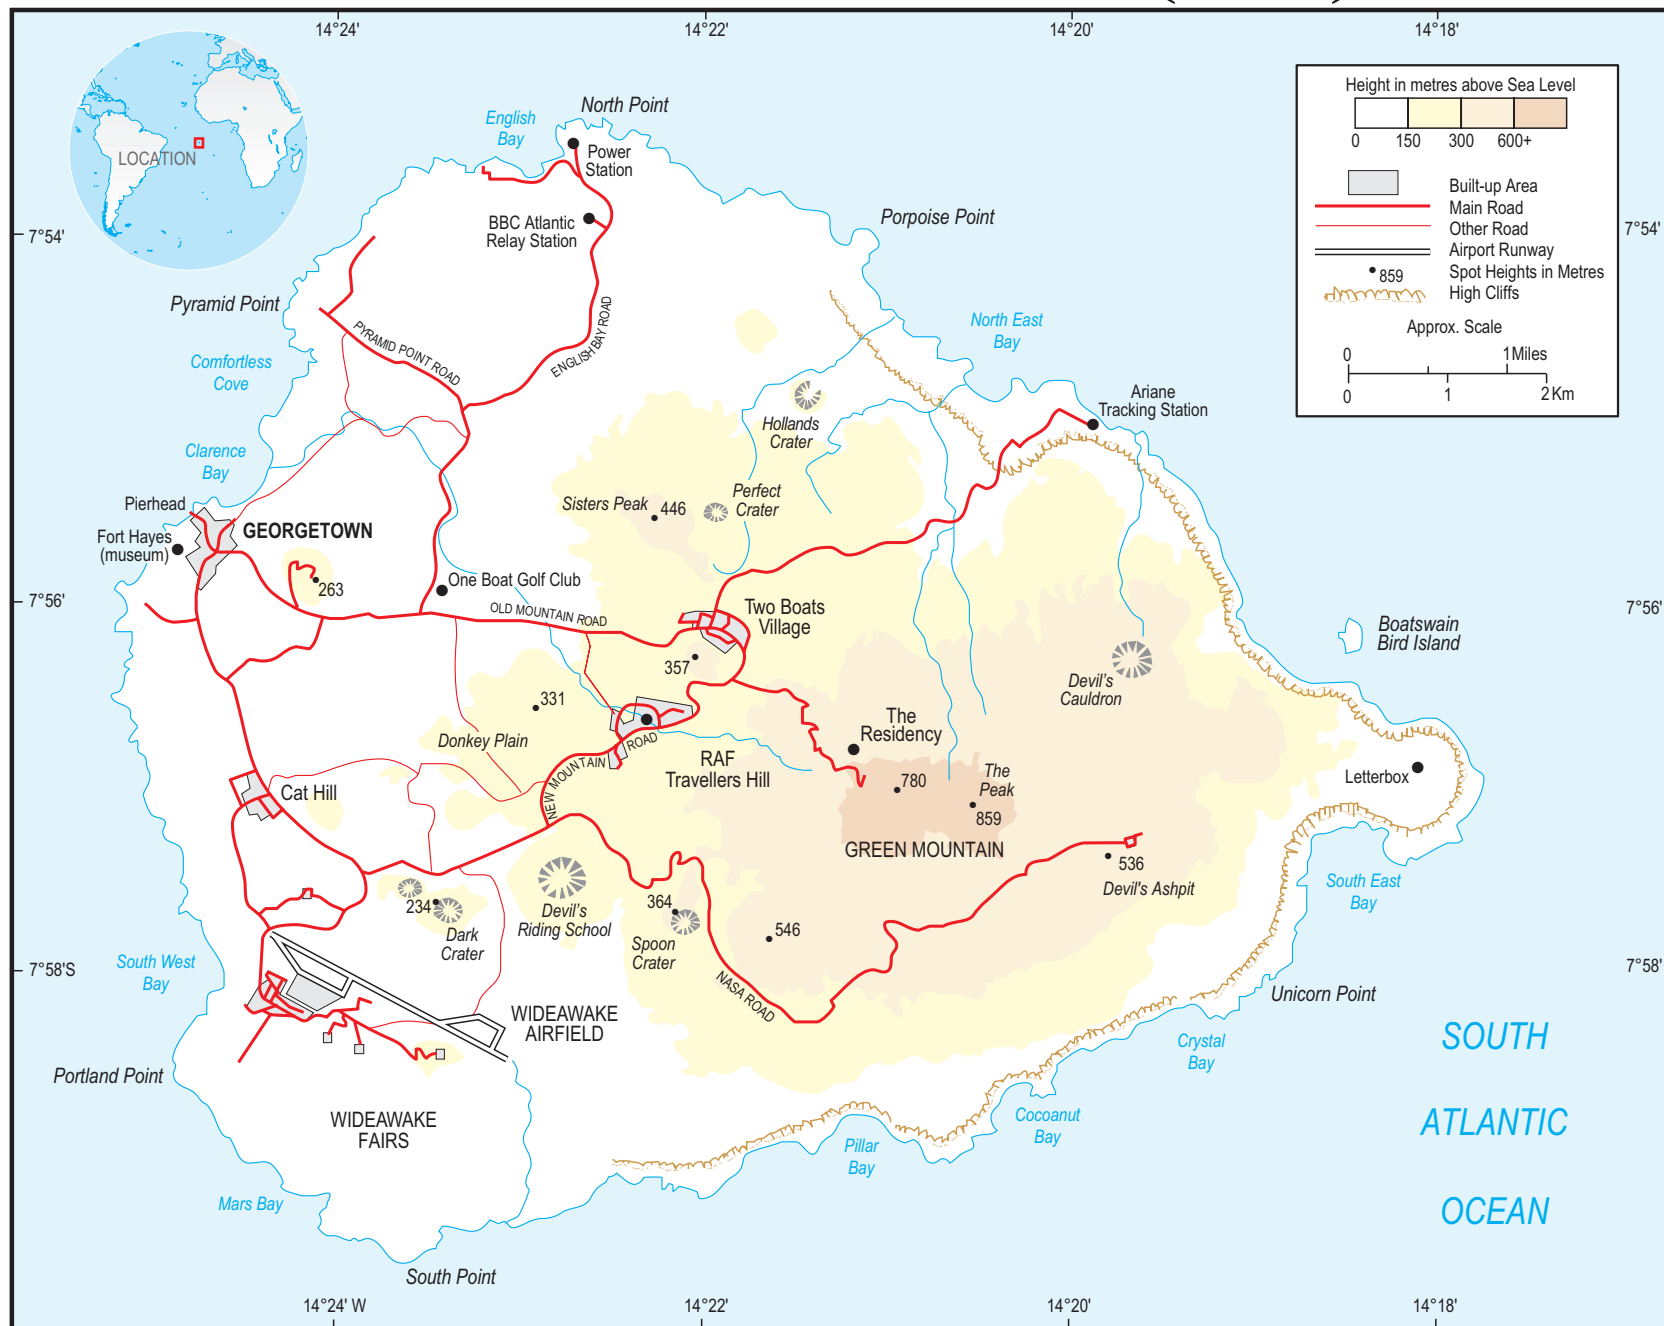 14°24'
14°22'
14°20'
14°18'
LOCATION
Height in metres above Sea Level
0
150
300
600+
Built-up Area
Main Road
Other Road
Airport Runway
859
Spot Heights in Metres
High Cliffs
Approx. Scale
0
1 Miles
0
1
2 Km
North Point
English
Bay
Power
Station
BBC Atlantic
Relay Station
Porpoise Point
7°54'
7°54'
Pyramid Point
PYRAMID POINT ROAD
ENGLISH BAY ROAD
North East
Bay
Comfortless
Cove
Ariane
Tracking Station
Hollands
Crater
Clarence
Bay
Pierhead
Sisters Peak
446
Perfect
Crater
GEORGETOWN
Fort Hayes
(museum)
263
One Boat Golf Club
OLD MOUNTAIN ROAD
Two Boats
Village
7°56'
7°56'
Boatswain
Bird Island
357
Devil's
Cauldron
331
Donkey Plain
The
Residency
NEW MOUNTAIN ROAD
RAF
Travellers Hill
Cat Hill
780
The
Peak
859
Letterbox
GREEN MOUNTAIN
536
Devil's Ashpit
South East
Bay
234
Dark
Crater
Devil's
Riding School
364
Spoon
Crater
546
South West
Bay
7°58'S
7°58'
NASA ROAD
Unicorn Point
WIDEAWAKE
AIRFIELD
Crystal
Bay
SOUTH
ATLANTIC
OCEAN
Portland Point
WIDEAWAKE
FAIRS
Cocoanut
Bay
Pillar
Bay
Mars Bay
South Point
14°24' W
14°22'
14°20'
14°18'